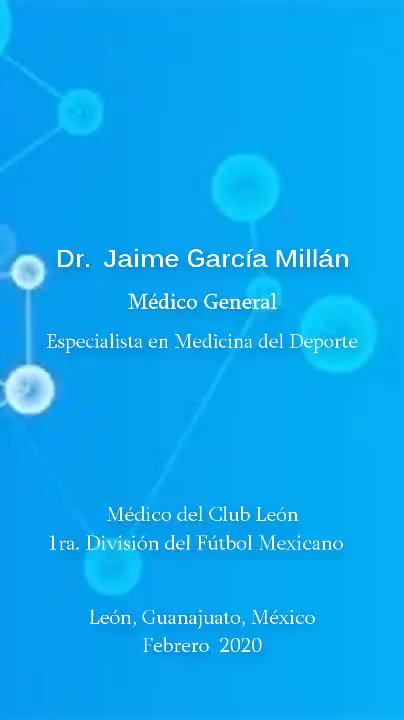 Dr. Jaime García Millán
Médico General
Especialista en Medicina del Deporte
Médico del Club León
1ra. División del Fútbol Mexicano
León, Guanajuato, México
Febrero 2020